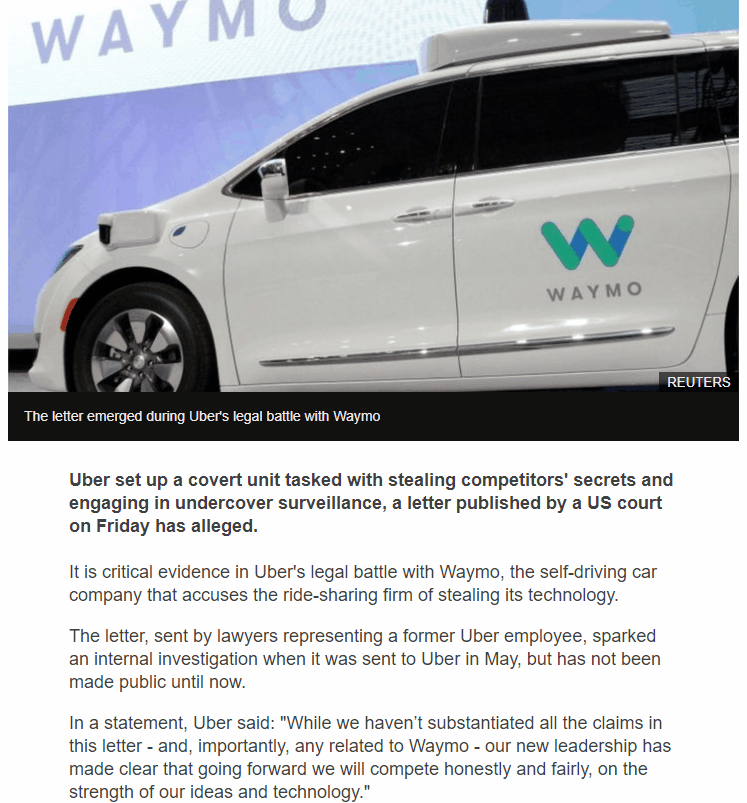 WAYMO
WAYMO
REUTERS
The letter emerged during Uber's legal battle with Waymo
Uber set up a covert unit tasked with stealing competitors' secrets and
engaging in undercover surveillance, a letter published by a US court
on Friday has alleged.
It is critical evidence in Uber's legal battle with Waymo, the self-driving car
company that accuses the ride-sharing firm of stealing its technology.
The letter, sent by lawyers representing a former Uber employee, sparked
an internal investigation when it was sent to Uber in May, but has not been
made public until now.
In a statement, Uber said: "While we haven’t substantiated all the claims in
this letter - and, importantly, any related to Waymo - our new leadership has
made clear that going forward we will compete honestly and fairly, on the
strength of our ideas and technology."